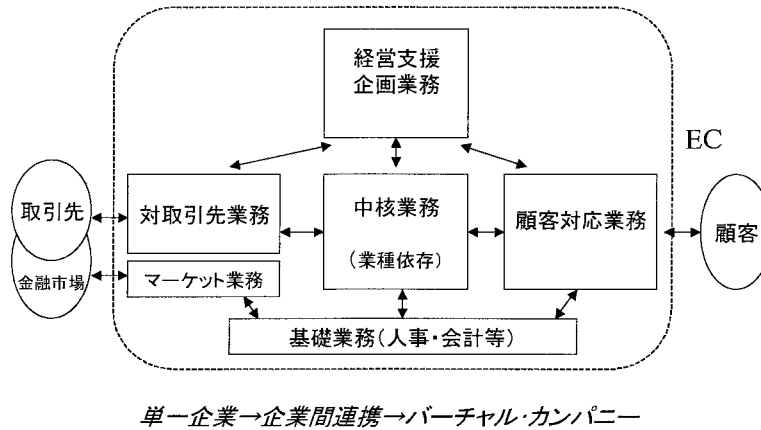 経営支援
企画業務
EC
取引先
対取引先業務
中核業務
(業種依存)
顧客対応業務
顧客
金融市場
マーケット業務
基礎業務(人事・会計等)
単一企業→企業間連携→バーチャル・カンパニー